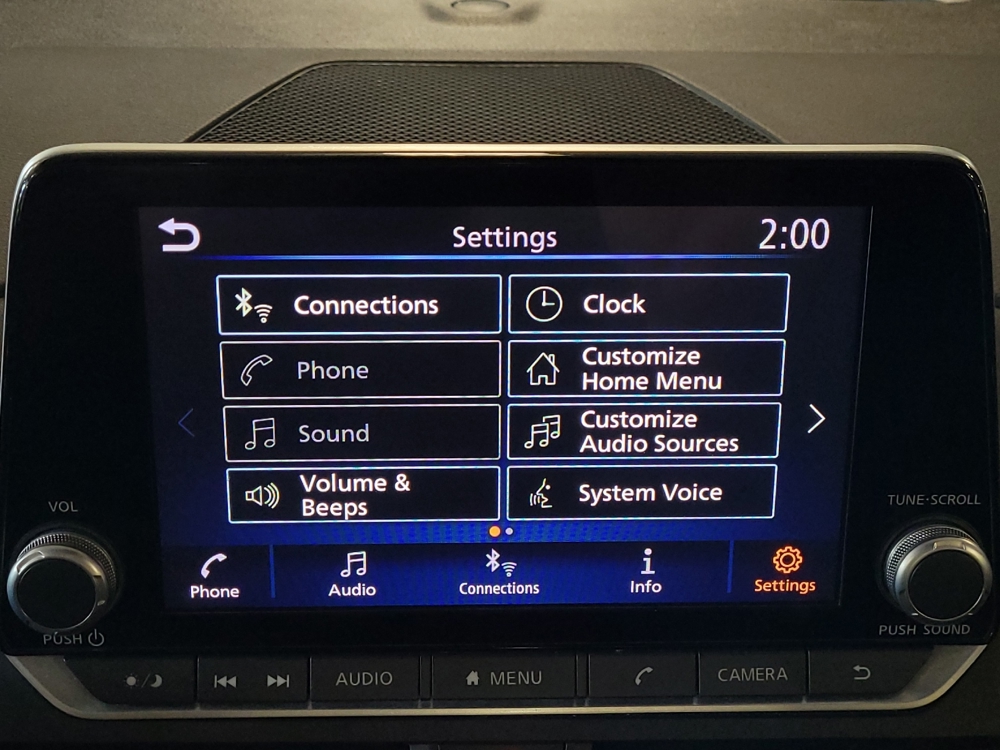 Settings
2:00
Connections
Clock
Phone
Customize
Home Menu
Sound
Customize
Audio Sources
Volume &
Beeps
System Voice
VOL
TUNE·SCROLL
Phone
Audio
Connections
Info
Settings
PUSH
PUSH SOUND
AUDIO
MENU
CAMERA